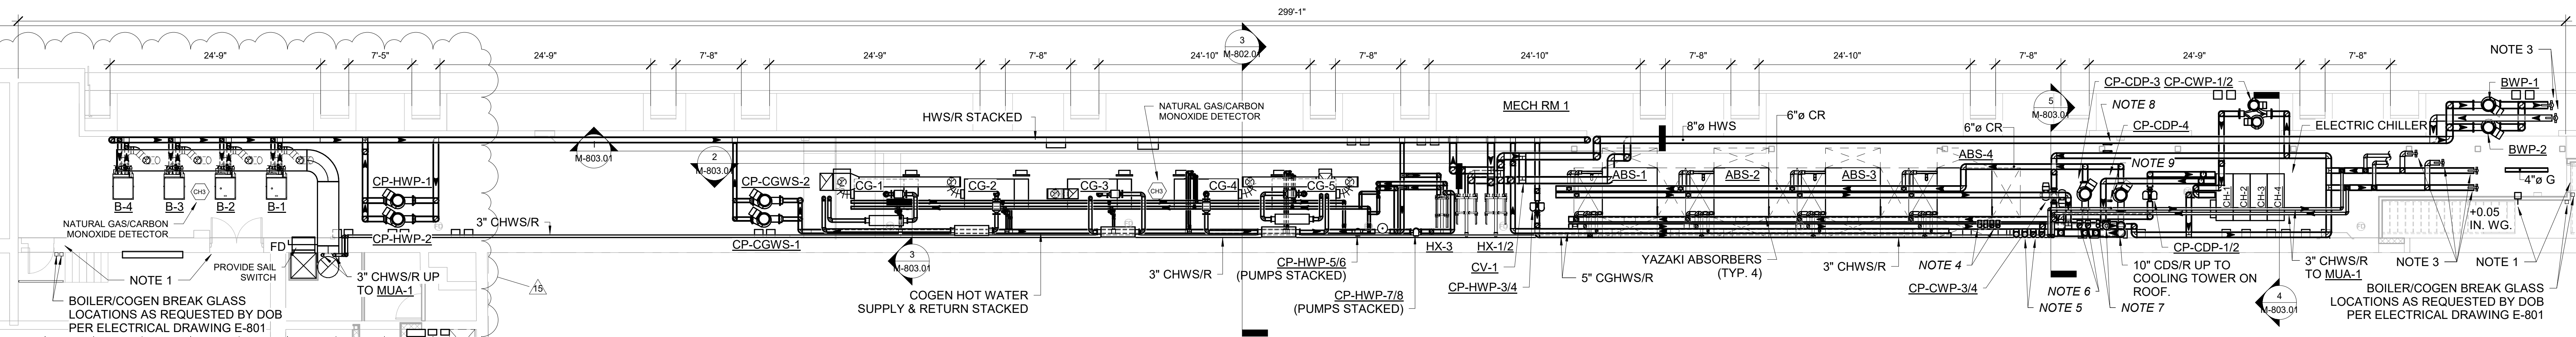 299'-1"
24'-9"
7'-5"
24'-9"
7'-8"
24'-9"
7'-8"
24'-10"
7'-8"
24'-10"
7'-8"
24'-10"
7'-8"
24'-9"
7'-8"
3
M-802.01
NOTE 3
CP-CDP-3
CP-CWP-1/2
BWP-1
5
M-803.01
NOTE 8
MECH RM 1
NATURAL GAS/CARBON
MONOXIDE DETECTOR
HWS/R STACKED
6"ø CR
8"ø HWS
6"ø CR
CP-CDP-4
ELECTRIC CHILLER
1
M-803.01
2
M-803.01
BWP-2
ABS-4
NOTE 9
CH3
CP-HWP-1
CP-CGWS-2
CG-1
CG-2
CG-3
CH3
CG-4
CG-5
ABS-1
ABS-2
ABS-3
CH-1
CH-2
CH-3
CH-4
4"ø G
B-4
B-3
B-2
B-1
NATURAL GAS/CARBON
MONOXIDE DETECTOR
3" CHWS/R
+0.05
IN. WG.
CP-HWP-2
CP-CGWS-1
FD
HX-3
HX-1/2
CP-CDP-1/2
PROVIDE SAIL
SWITCH
3
M-803.01
CP-HWP-5/6
(PUMPS STACKED)
CV-1
YAZAKI ABSORBERS
(TYP. 4)
3" CHWS/R
NOTE 4
NOTE 1
3" CHWS/R UP
TO MUA-1
3" CHWS/R
5" CGHWS/R
10" CDS/R UP TO
COOLING TOWER ON
ROOF.
3" CHWS/R
TO MUA-1
NOTE 3
NOTE 1
15
CP-HWP-3/4
CP-CWP-3/4
NOTE 6
BOILER/COGEN BREAK GLASS
LOCATIONS AS REQUESTED BY DOB
PER ELECTRICAL DRAWING E-801
COGEN HOT WATER
SUPPLY & RETURN STACKED
CP-HWP-7/8
(PUMPS STACKED)
NOTE 5
NOTE 7
4
M-803.01
BOILER/COGEN BREAK GLASS
LOCATIONS AS REQUESTED BY DOB
PER ELECTRICAL DRAWING E-801